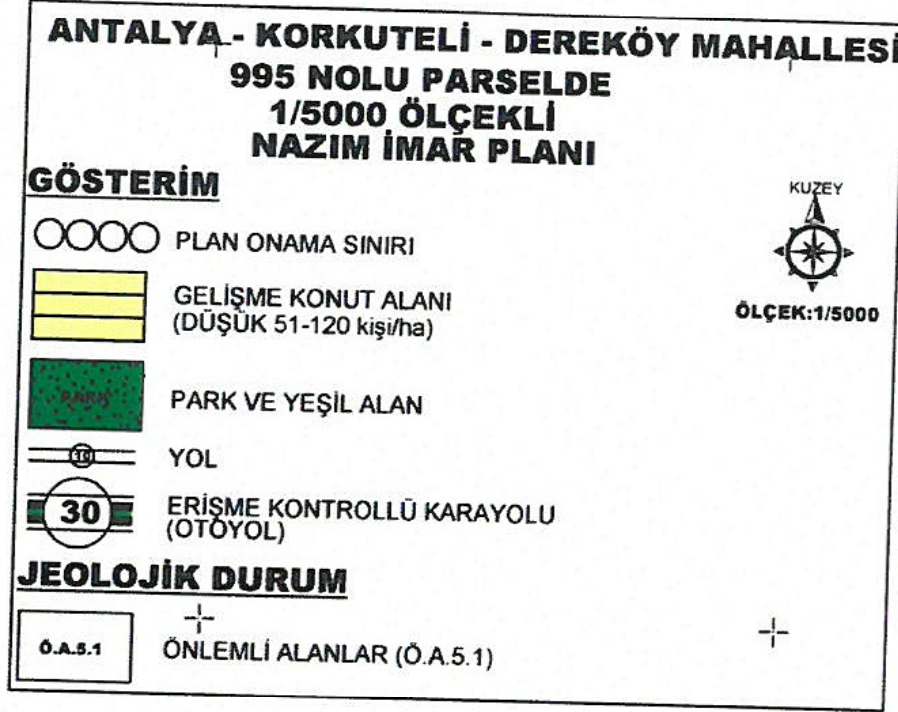 ANTALYA - KORKUTELİ - DEREKÖY MAHALLESİ
995 NOLU PARSELDE
1/5000 ÖLÇEKLİ
NAZIM İMAR PLANI
GÖSTERİM
KUZEY
PLAN ONAMA SINIRI
GELİŞME KONUT ALANI
(DÜŞÜK 51-120 kişi/ha)
ÖLÇEK:1/5000
PARK
PARK VE YEŞİL ALAN
YOL
30
ERİŞME KONTROLLÜ KARAYOLU
(OTOYOL)
JEOLOJİK DURUM
Ö.A.5.1
ÖNLEMLİ ALANLAR (Ö.A.5.1)